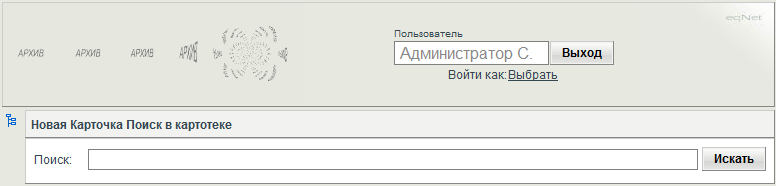 eqNet
Пользователь
АРХИВ АРХИВ АРХИВ АРХИВ
Администратор С. Выход
Войти как: Выбрать
Новая Карточка Поиск в картотеке
Поиск: Искать